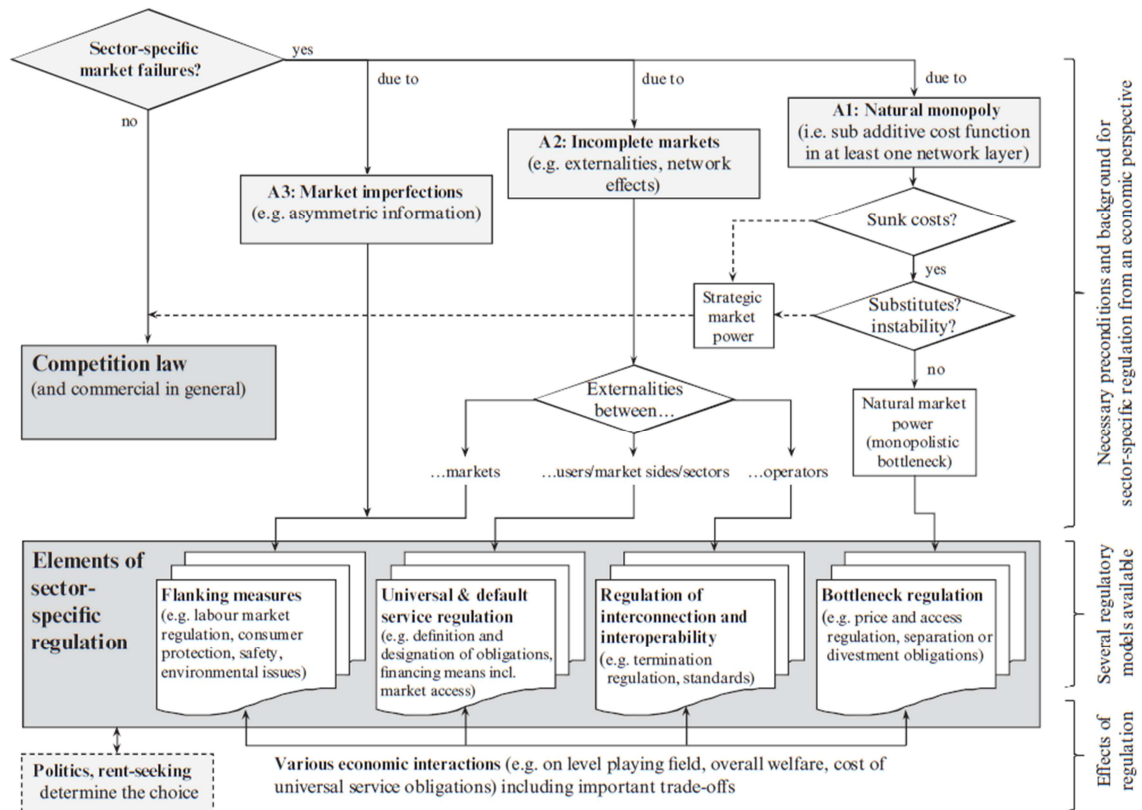 Sector-specific
market failures?
yes
no
due to
due to
due to
A1: Natural monopoly
(i.e. sub additive cost function
in at least one network layer)
A2: Incomplete markets
(e.g. externalities, network
effects)
A3: Market imperfections
(e.g. asymmetric information)
Sunk costs?
yes
Strategic
market
power
Substitutes?
instability?
no
Competition law
(and commercial in general)
Externalities
between…
Natural market
power
(monopolistic
bottleneck)
…markets
…users/market sides/sectors
…operators
Necessary preconditions and background for
sector-specific regulation from an economic perspective
Elements of
sector-
specific
regulation
Flanking measures
(e.g. labour market
regulation, consumer
protection, safety,
environmental issues)
Universal & default
service regulation
(e.g. definition and
designation of obligations,
financing means incl.
market access)
Regulation of
interconnection and
interoperability
(e.g. termination
regulation, standards)
Bottleneck regulation
(e.g. price and access
regulation, separation or
divestment obligations)
Several regulatory
models available
Politics, rent-seeking
determine the choice
Various economic interactions (e.g. on level playing field, overall welfare, cost of
universal service obligations) including important trade-offs
Effects of
regulation